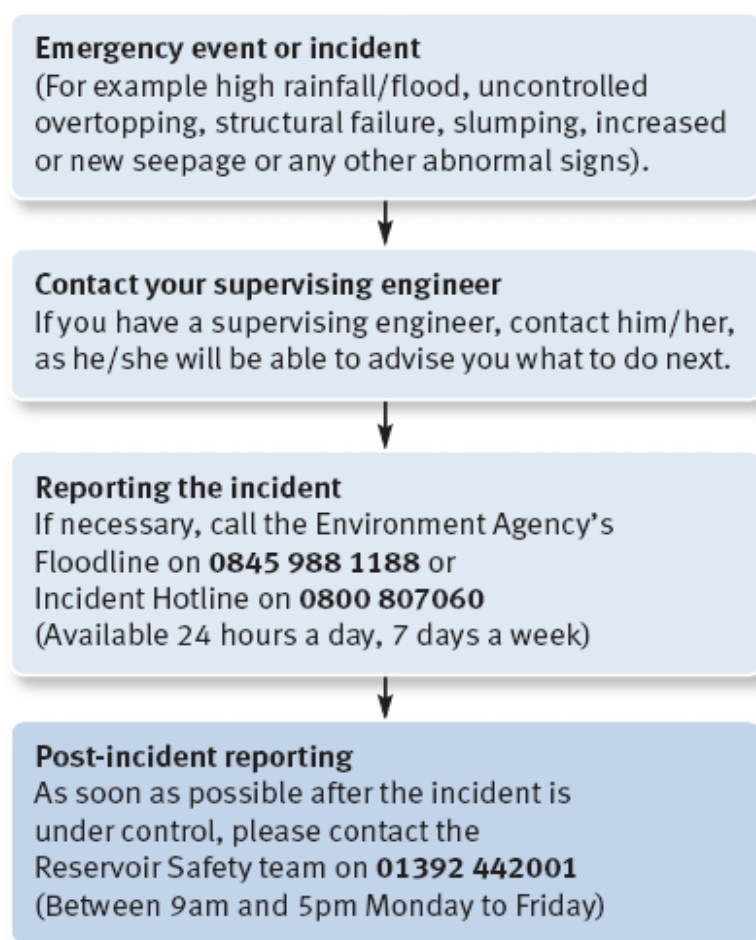 Emergency event or incident
(For example high rainfall/flood, uncontrolled
overtopping, structural failure, slumping, increased
or new seepage or any other abnormal signs).
Contact your supervising engineer
If you have a supervising engineer, contact him/her,
as he/she will be able to advise you what to do next.
Reporting the incident
If necessary, call the Environment Agency’s
Floodline on 0845 988 1188 or
Incident Hotline on 0800 807060
(Available 24 hours a day, 7 days a week)
Post-incident reporting
As soon as possible after the incident is
under control, please contact the
Reservoir Safety team on 01392 442001
(Between 9am and 5pm Monday to Friday)